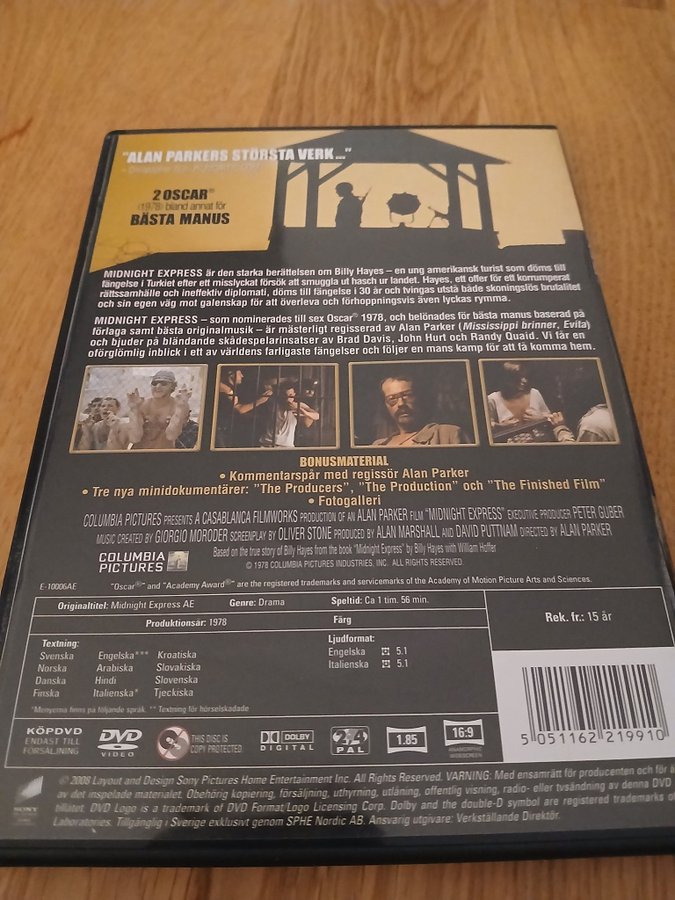 "ALAN PARKERS STÖRSTA VERK..."
2 OSCAR®
(1978) bland annat för
BÄSTA MANUS
MIDNIGHT EXPRESS är den starka berättelsen om Billy Hayes – en ung amerikansk turist som döms till
fängelse i Turkiet efter ett misslyckat försök att smuggla ut hasch ur landet. Hayes, ett offer för ett korrumperat
rättssamhälle och ineffektiv diplomati, döms till fängelse i 30 år och tvingas utstå både skoningslös brutalitet
och sin egen väg mot galenskap för att överleva och förhoppningsvis även lyckas rymma.
MIDNIGHT EXPRESS – som nominerades till sex Oscar® 1978, och belönades för bästa manus baserad på
förlaga samt bästa originalmusik – är mästerligt regisserad av Alan Parker (Mississippi brinner, Evita)
och bjuder på bländande skådespelarinsatser av Brad Davis, John Hurt och Randy Quaid. Vi får en
oförglömlig inblick i ett av världens farligaste fängelser och följer en mans kamp för att få komma hem.
BONUSMATERIAL
• Kommentarspår med regissör Alan Parker
• Tre nya minidokumentärer: "The Producers", "The Production" och "The Finished Film"
• Fotogalleri
COLUMBIA PICTURES PRESENTS A CASABLANCA FILMWORKS PRODUCTION OF AN ALAN PARKER FILM "MIDNIGHT EXPRESS" EXECUTIVE PRODUCER PETER GUBER
MUSIC CREATED BY GIORGIO MORODER SCREENPLAY BY OLIVER STONE PRODUCED BY ALAN MARSHALL AND DAVID PUTTNAM DIRECTED BY ALAN PARKER
Based on the true story of Billy Hayes from the book "Midnight Express" by Billy Hayes with William Hoffer
© 1978 COLUMBIA PICTURES INDUSTRIES, INC. ALL RIGHTS RESERVED.
COLUMBIA
PICTURES
E-10006AE
"Oscar®" and "Academy Award®" are the registered trademarks and servicemarks of the Academy of Motion Picture Arts and Sciences.
Originaltitel: Midnight Express AE Genre: Drama Speltid: Ca 1 tim. 56 min.
Produktionsår: 1978 Färg
Rek. fr.: 15 år
Textning:
Svenska Engelska*** Kroatiska
Norska Arabiska Slovakiska
Danska Hindi Slovenska
Finska Italienska* Tjeckiska
Ljudformat:
Engelska 5.1
Italienska 5.1
*Menyerna finns på följande språk. ** Textning för hörselskadade
KÖPDVD
ENDAST TILL
FÖRSÄLJNING
DVD
VIDEO
THIS DISC IS
COPY PROTECTED
DOLBY
DIGITAL
2,4
PAL
1.85
16:9
ANAMORPHIC
WIDESCREEN
5 051162 219910
SONY
© 2008 Layout and Design Sony Pictures Home Entertainment Inc. All Rights Reserved. VARNING: Med ensamrätt för producenten och för
av det inspelade materialet. Obehörig kopiering, försäljning, uthyrning, utlåning, offentlig visning, radio- eller tvsändning av denna DVD
tillåtet. DVD Logo is a trademark of DVD Format/Logo Licensing Corp. Dolby and the double-D symbol are registered trademarks of
Laboratories. Tillgänglig i Sverige exklusivt genom SPHE Nordic AB. Ansvarig utgivare: Verkställande Direktör.